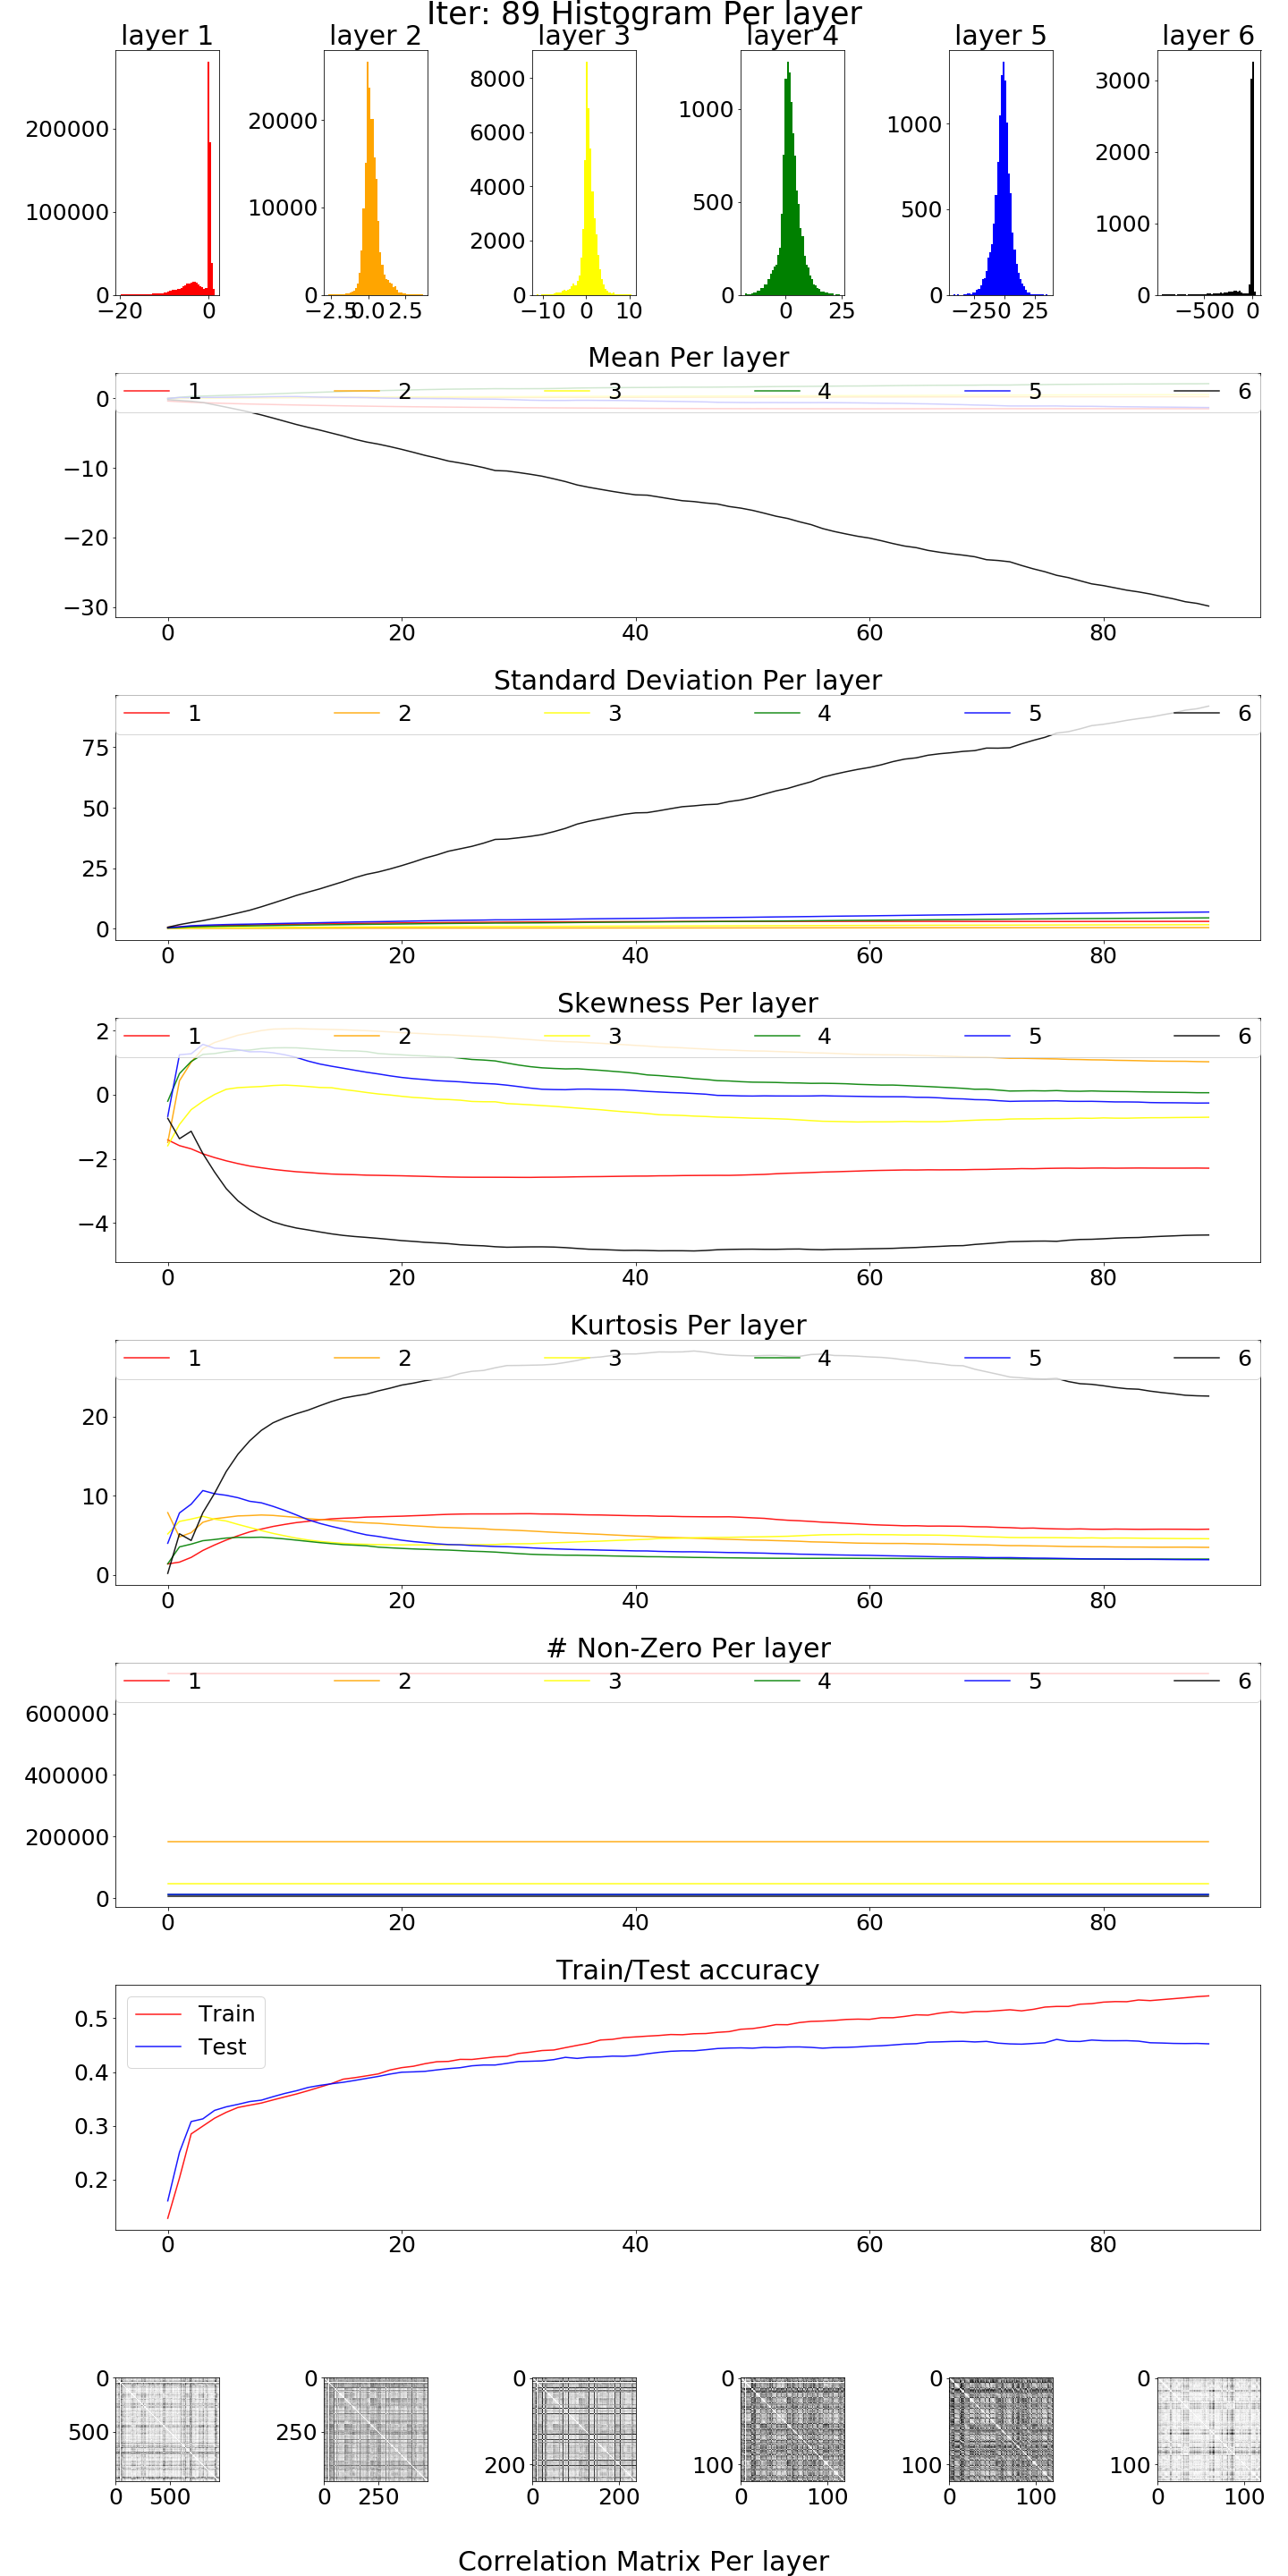 Iter: 89 Histogram Per layer
layer 1 layer 2 layer 3 layer 4 layer 5 layer 6
200000
100000
0
−20 0
20000
10000
0
−2.5 0.0 2.5
8000
6000
4000
2000
0
−10 0 10
1000
500
0
0 25
1000
500
0
−25 0 25
3000
2000
1000
0
−500 0
Mean Per layer
1 2 3 4 5 6
0
−10
−20
−30
0 20 40 60 80
Standard Deviation Per layer
1 2 3 4 5 6
75
50
25
0
0 20 40 60 80
Skewness Per layer
1 2 3 4 5 6
2
0
−2
−4
0 20 40 60 80
Kurtosis Per layer
1 2 3 4 5 6
20
10
0
0 20 40 60 80
# Non-Zero Per layer
1 2 3 4 5 6
600000
400000
200000
0
0 20 40 60 80
Train/Test accuracy
Train
Test
0.5
0.4
0.3
0.2
0 20 40 60 80
0
500
0 500
0
250
0 250
0
200
0 200
0
100
0 100
0
100
0 100
0
100
0 100
Correlation Matrix Per layer